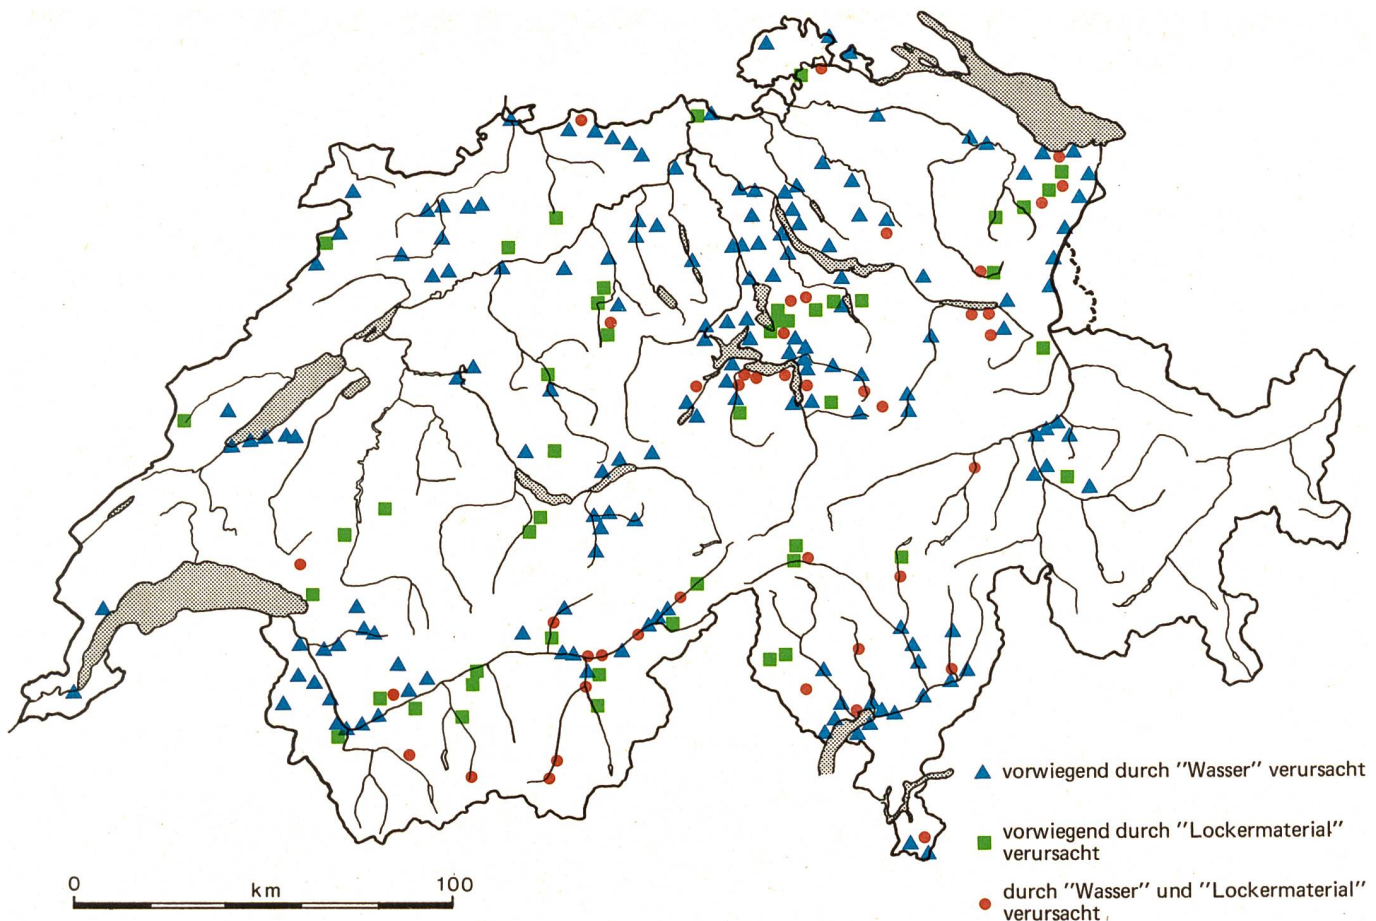 vorwiegend durch "Wasser" verursacht
vorwiegend durch "Lockermaterial"
verursacht
durch "Wasser" und "Lockermaterial"
verursacht
0 km 100